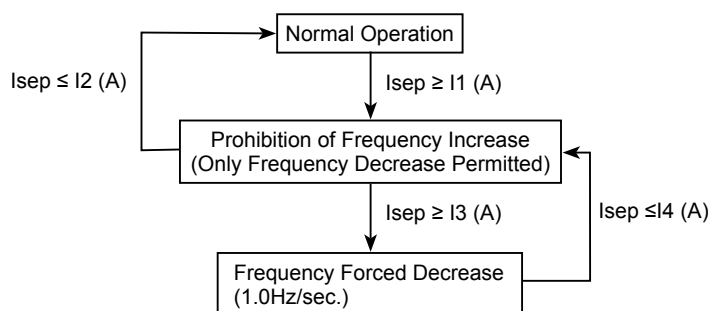 Normal Operation
Isep ≤ I2 (A)
Isep ≥ I1 (A)
Prohibition of Frequency Increase
(Only Frequency Decrease Permitted)
Isep ≥ I3 (A)
Isep ≤I4 (A)
Frequency Forced Decrease
(1.0Hz/sec.)